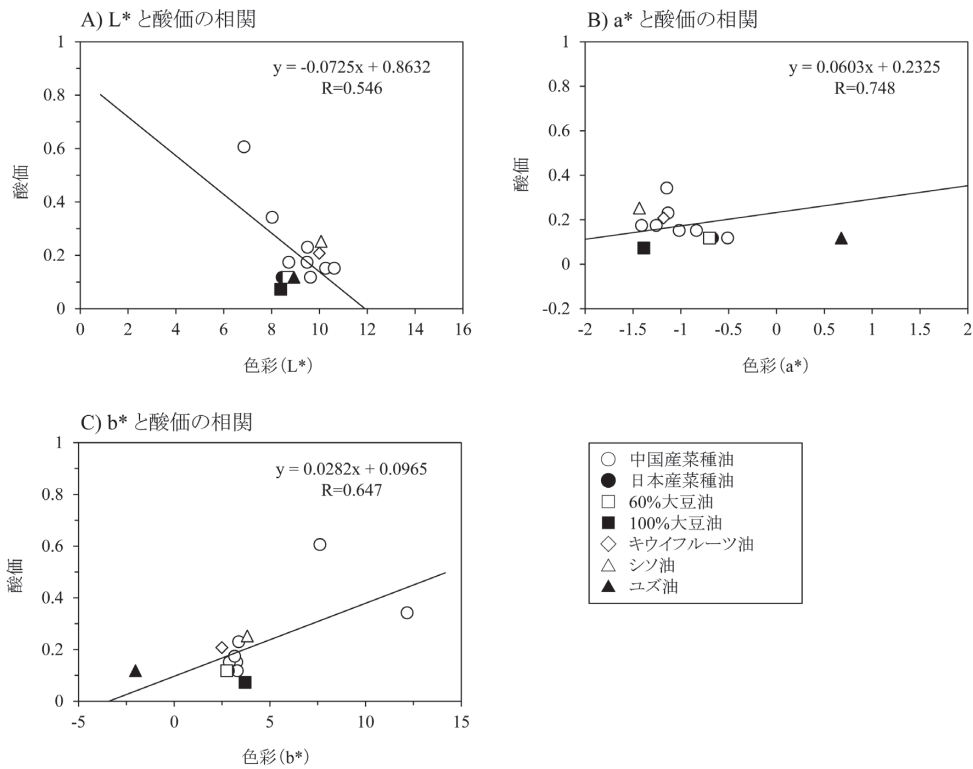 A) L* と酸価の相関
y = -0.0725x + 0.8632
R=0.546
1
0.8
0.6
0.4
0.2
0
酸価
0 2 4 6 8 10 12 14 16
色彩(L*)
B) a* と酸価の相関
y = 0.0603x + 0.2325
R=0.748
1
0.8
0.6
0.4
0.2
0
-0.2
酸価
-2 -1.5 -1 -0.5 0 0.5 1 1.5 2
色彩(a*)
C) b* と酸価の相関
y = 0.0282x + 0.0965
R=0.647
1
0.8
0.6
0.4
0.2
0
酸価
-5 0 5 10 15
色彩(b*)
中国産菜種油
日本産菜種油
60%大豆油
100%大豆油
キウイフルーツ油
シソ油
ユズ油